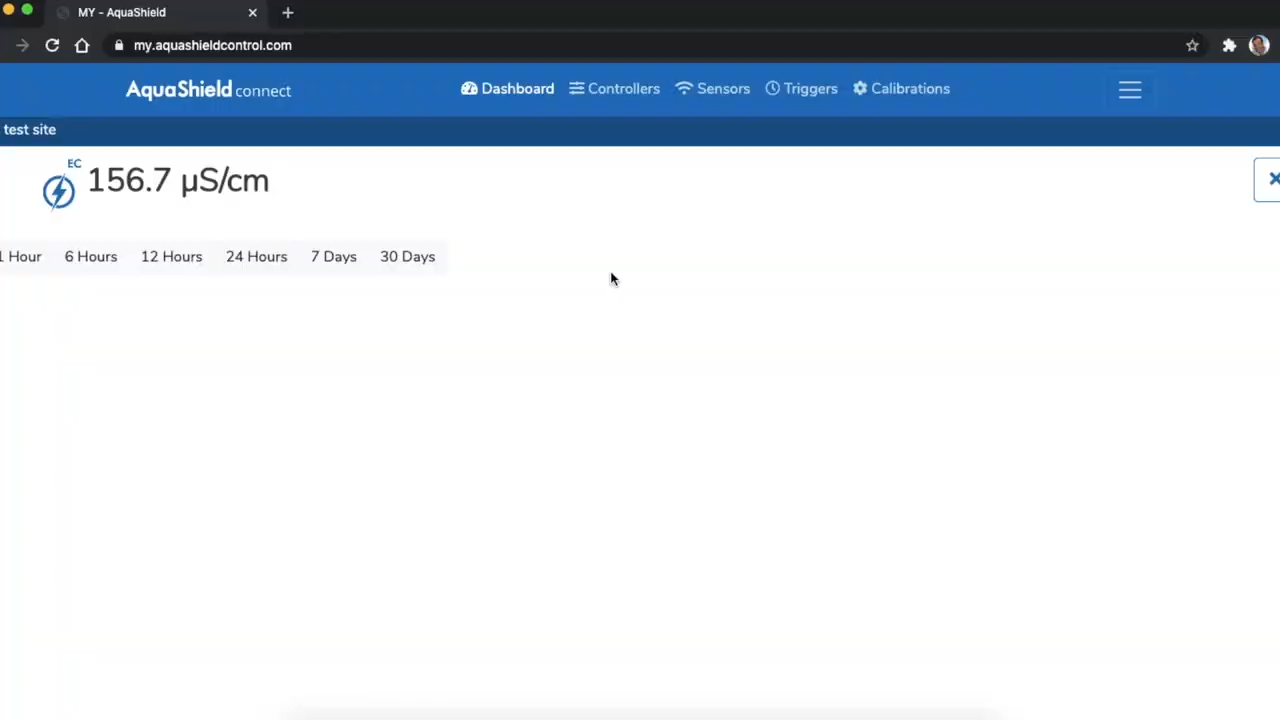 MY - AquaShield
my.aquashieldcontrol.com
AquaShield connect Dashboard Controllers Sensors Triggers Calibrations
test site
EC
156.7 µS/cm
1 Hour 6 Hours 12 Hours 24 Hours 7 Days 30 Days